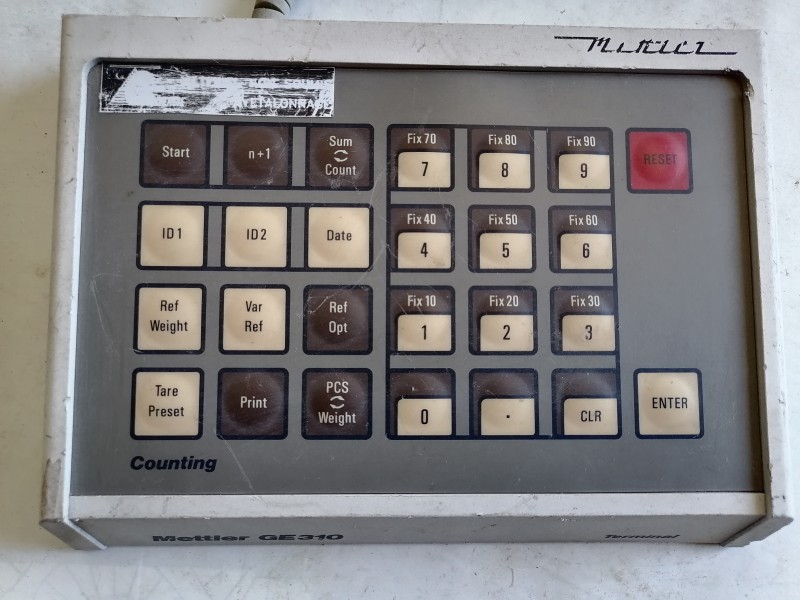 Mettler
ETALONNAGE
Start
n+1
Sum
Count
Fix 70
7
Fix 80
8
Fix 90
9
RESET
ID1
ID2
Date
Fix 40
4
Fix 50
5
Fix 60
6
Ref
Weight
Var
Ref
Ref
Opt
Fix 10
1
Fix 20
2
Fix 30
3
Tare
Preset
Print
PCS
Weight
0
.
CLR
ENTER
Counting
Mettler GE310
Terminal